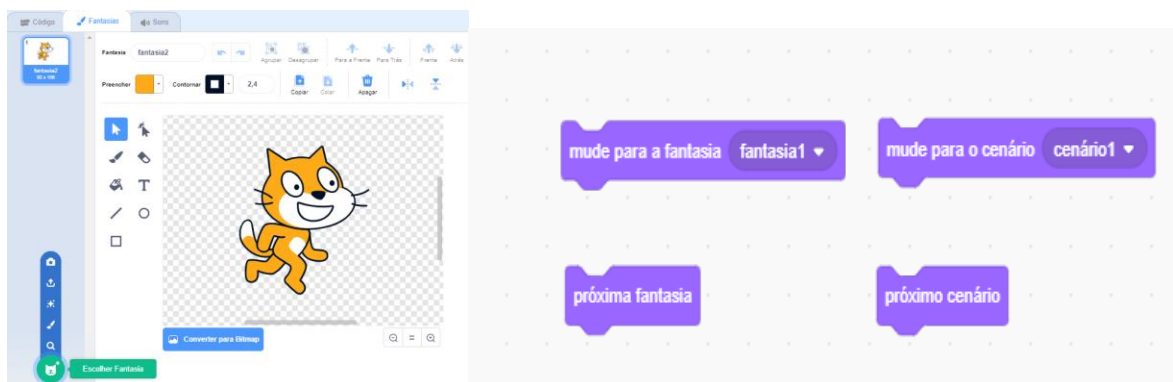 Código Fantasias Sons
1
fantasia2
Fantasia fantasia2 Agrupar Desagrupar Para a Frente Para Trás Frente Atrás
Preencher Contornar 2,4 Copiar Colar Apagar
T
Converter para Bitmap
Escolher Fantasia
mude para a fantasia fantasia1
mude para o cenário cenário1
próxima fantasia
próximo cenário